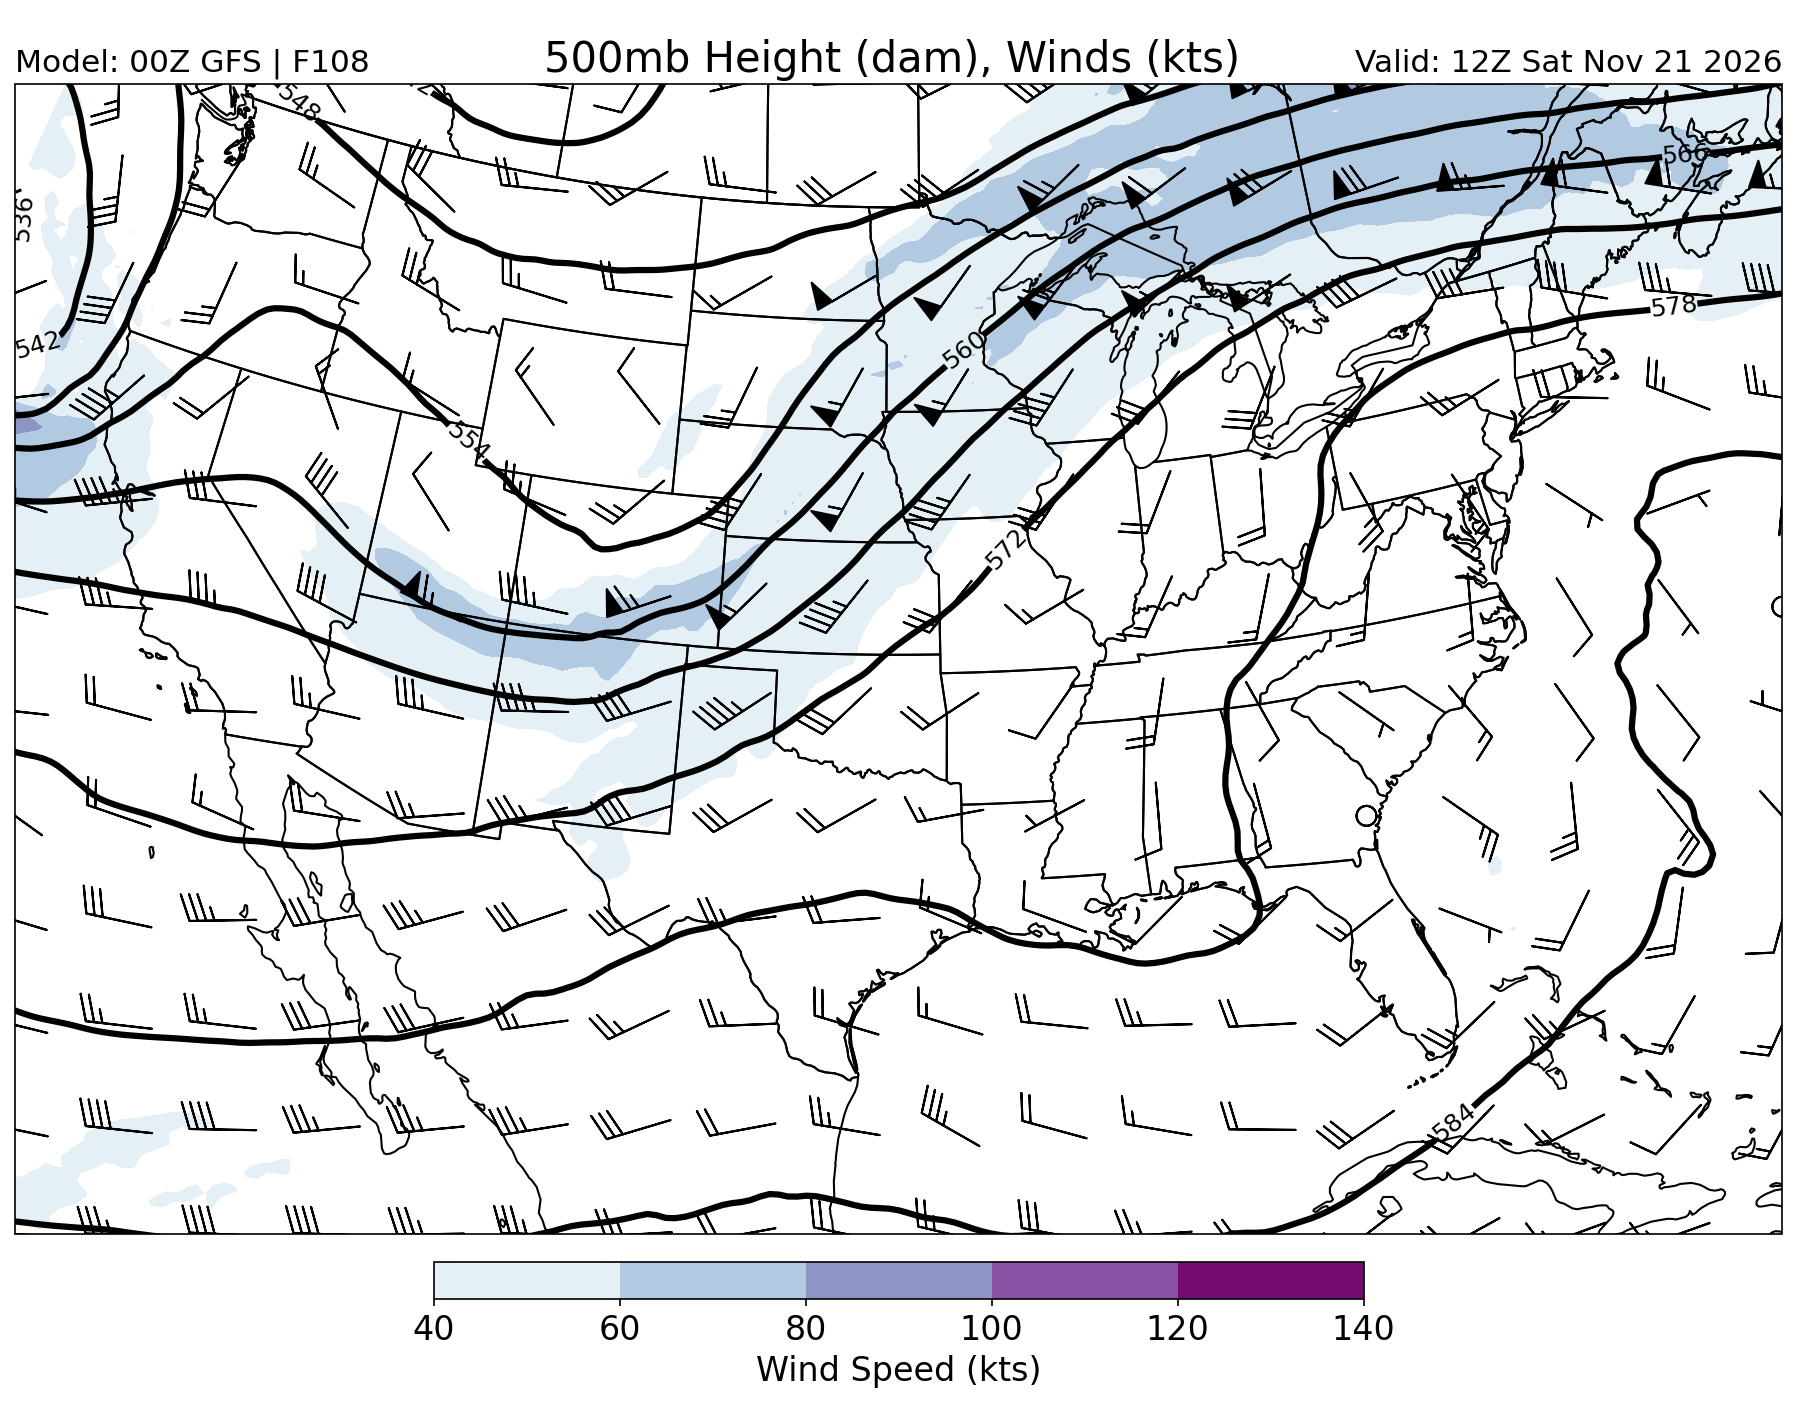 Model: 00Z GFS | F108
500mb Height (dam), Winds (kts)
Valid: 12Z Sat Nov 21 2026
548
566
536
578
542
560
554
572
584
40 60 80 100 120 140
Wind Speed (kts)